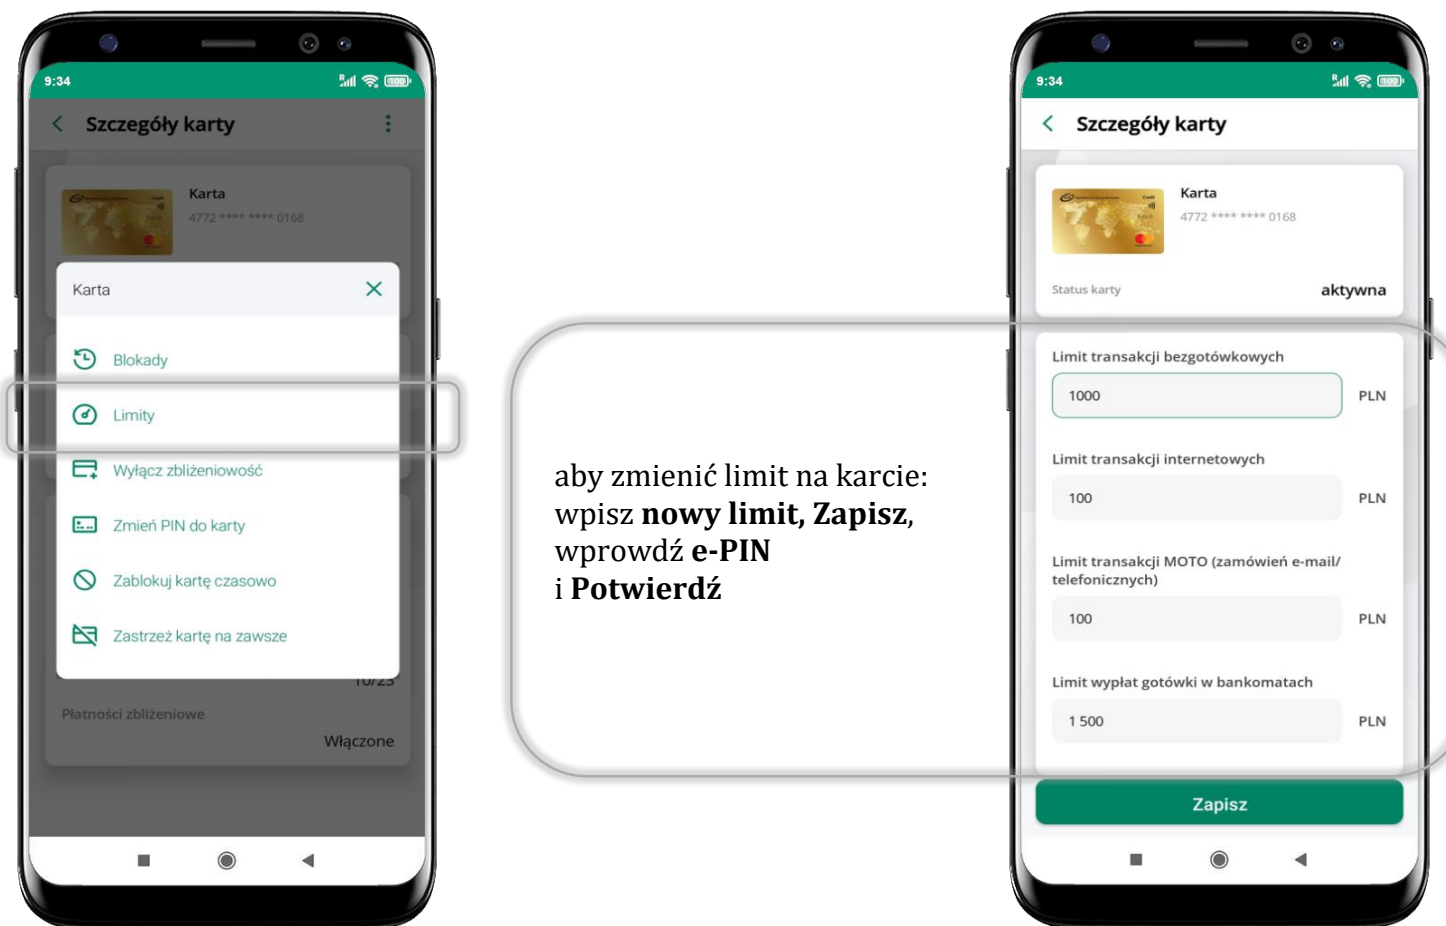 9:34
Szczegóły karty
Karta
4772 **** **** 0168
Karta
Blokady
Limity
Wyłącz zbliżeniowość
Zmień PIN do karty
Zablokuj kartę czasowo
Zastrzeż kartę na zawsze
10/23
Płatności zbliżeniowe
Włączone
aby zmienić limit na karcie:
wpisz nowy limit, Zapisz,
wprowdź e-PIN
i Potwierdź
9:34
Szczegóły karty
Karta
4772 **** **** 0168
Status karty aktywna
Limit transakcji bezgotówkowych
1000 PLN
Limit transakcji internetowych
100 PLN
Limit transakcji MOTO (zamówień e-mail/
telefonicznych)
100 PLN
Limit wypłat gotówki w bankomatach
1 500 PLN
Zapisz